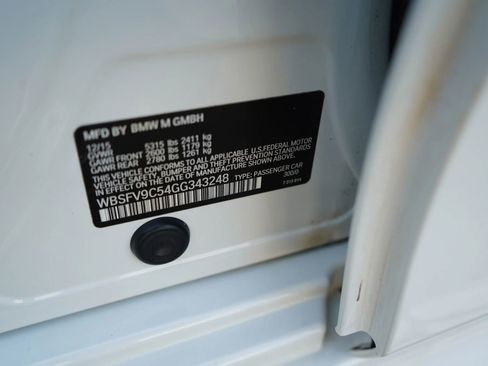 MFD BY BMW M GMBH
12/15 5315 lbs 2411 kg
GVWR
GAWR FRONT 2600 lbs 1179 kg
GAWR REAR 2780 lbs 1261 kg
THIS VEHICLE CONFORMS TO ALL APPLICABLE U.S.FEDERAL MOTOR
VEHICLE SAFETY, BUMPER AND THEFT PREVENTION STANDARDS
IN EFFECT ON THE DATE OF MANUFACTURE SHOWN ABOVE.
WBSFV9C54GG343248 TYPE: PASSENGER CAR
300/0